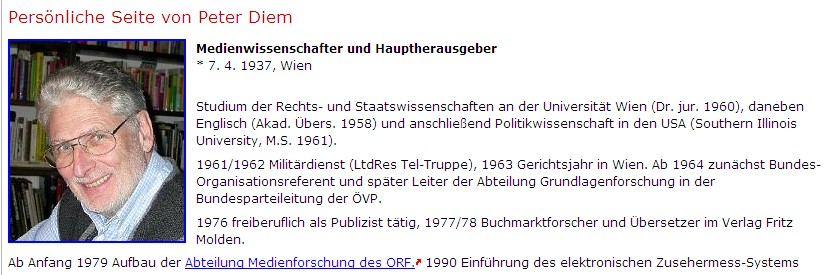 Persönliche Seite von Peter Diem
Medienwissenschafter und Hauptherausgeber
* 7. 4. 1937, Wien
Studium der Rechts- und Staatswissenschaften an der Universität Wien (Dr. jur. 1960), daneben
Englisch (Akad. Übers. 1958) und anschließend Politikwissenschaft in den USA (Southern Illinois
University, M.S. 1961).
1961/1962 Militärdienst (LtdRes Tel-Truppe), 1963 Gerichtsjahr in Wien. Ab 1964 zunächst Bundes-
Organisationsreferent und später Leiter der Abteilung Grundlagenforschung in der
Bundesparteileitung der ÖVP.
1976 freiberuflich als Publizist tätig, 1977/78 Buchmarktforscher und Übersetzer im Verlag Fritz
Molden.
Ab Anfang 1979 Aufbau der Abteilung Medienforschung des ORF. 1990 Einführung des elektronischen Zusehermess-Systems